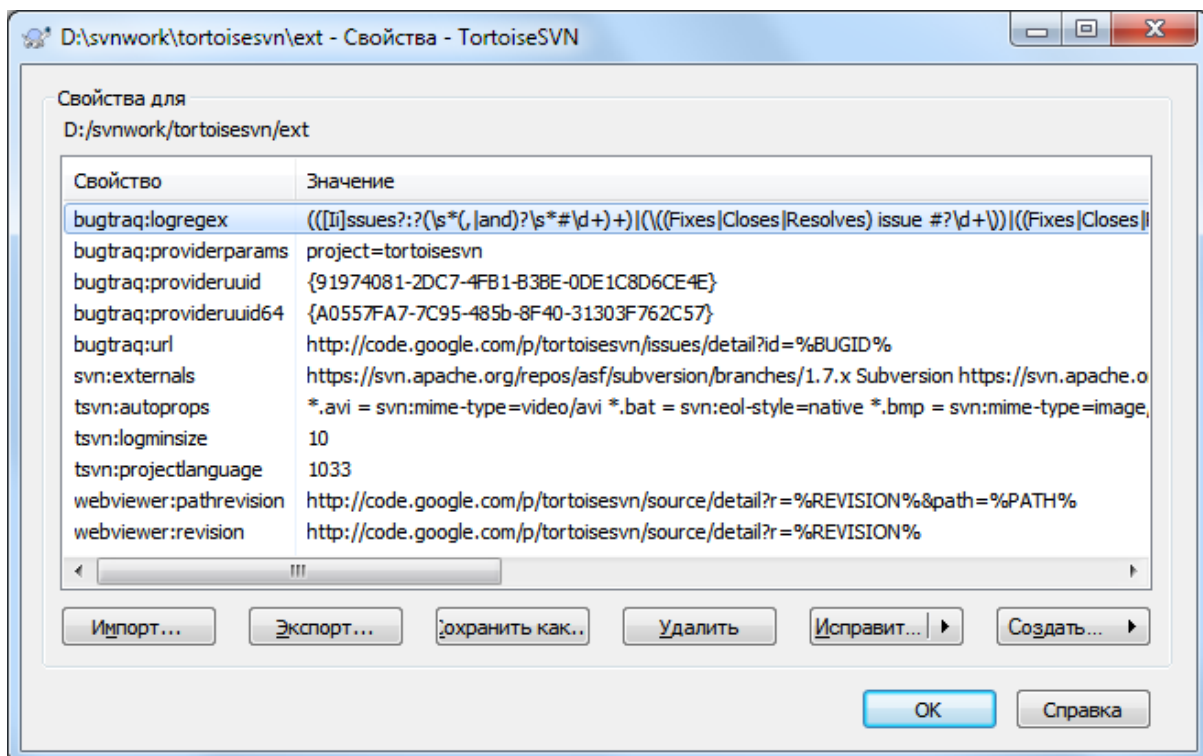 D:\svnwork\tortoisesvn\ext - Свойства - TortoiseSVN
Свойства для
D:/svnwork/tortoisesvn/ext
Свойство Значение
bugtraq:logregex (([Ii]ssues?:?(\s*(,|and)?\s*#\d+)+)|(\((Fixes|Closes|Resolves) issue #?\d+\))|((Fixes|Closes|
bugtraq:providerparams project=tortoisesvn
bugtraq:provideruuid {91974081-2DC7-4FB1-B3BE-0DE1C8D6CE4E}
bugtraq:provideruuid64 {A0557FA7-7C95-485b-8F40-31303F762C57}
bugtraq:url http://code.google.com/p/tortoisesvn/issues/detail?id=%BUGID%
svn:externals https://svn.apache.org/repos/asf/subversion/branches/1.7.x Subversion https://svn.apache.o
tsvn:autoprops *.avi = svn:mime-type=video/avi *.bat = svn:eol-style=native *.bmp = svn:mime-type=image
tsvn:logminsize 10
tsvn:projectlanguage 1033
webviewer:pathrevision http://code.google.com/p/tortoisesvn/source/detail?r=%REVISION%&path=%PATH%
webviewer:revision http://code.google.com/p/tortoisesvn/source/detail?r=%REVISION%
Импорт... Экспорт... Сохранить как.. Удалить Исправит... Создать...
OK Справка